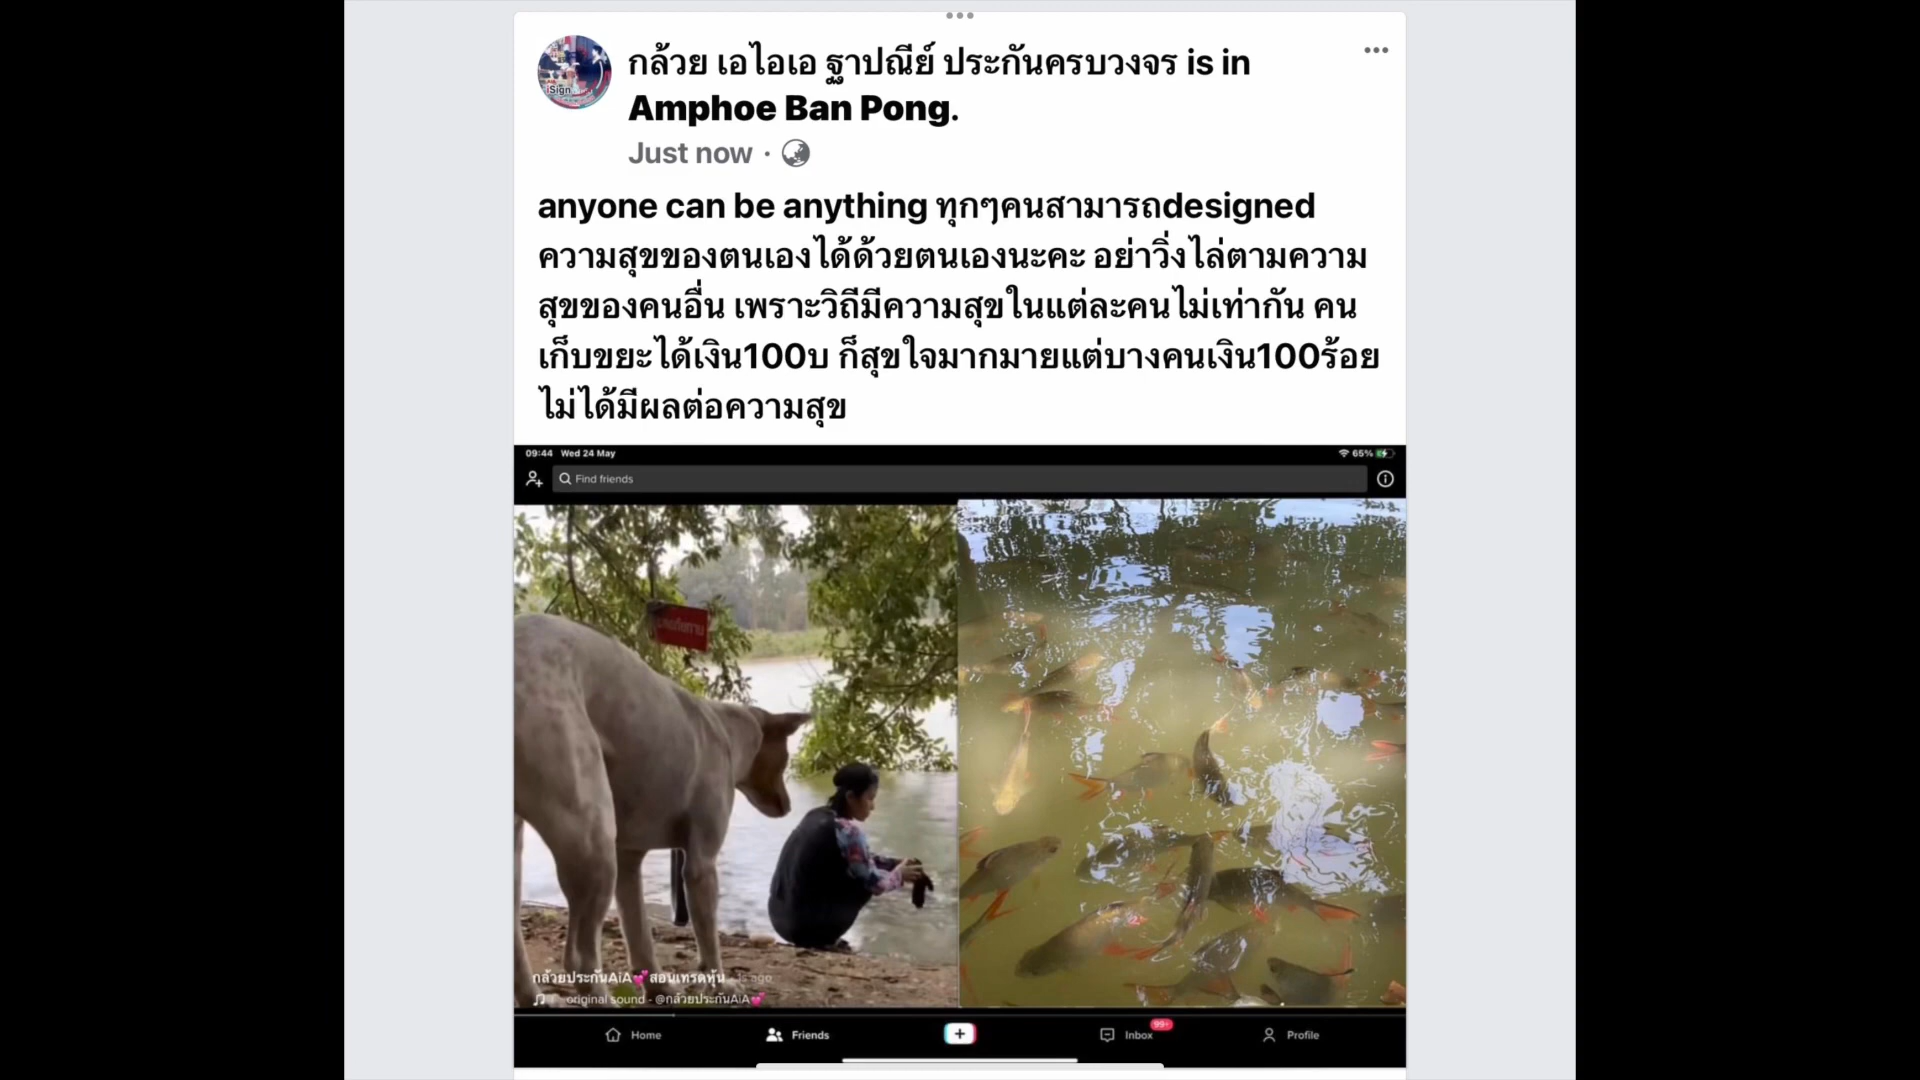 กล้วย เอไอเอ ฐาปณีย์ ประกันครบวงจร is in
Amphoe Ban Pong.
Just now ·
iSign
anyone can be anything ทุกๆคนสามารถdesigned
ความสุขของตนเองได้ด้วยตนเองนะคะ อย่าวิ่งไล่ตามความ
สุขของคนอื่น เพราะวิถีมีความสุขในแต่ละคนไม่เท่ากัน คน
เก็บขยะได้เงิน100บ ก็สุขใจมากมายแต่บางคนเงิน100ร้อย
ไม่ได้มีผลต่อความสุข
09:44 Wed 24 May
65%
Find friends
กล้วยประกันAiA💕สอนเทรดหุ้น · 1s ago
original sound - @กล้วยประกันAiA💕
Home
Friends
Inbox
99+
Profile